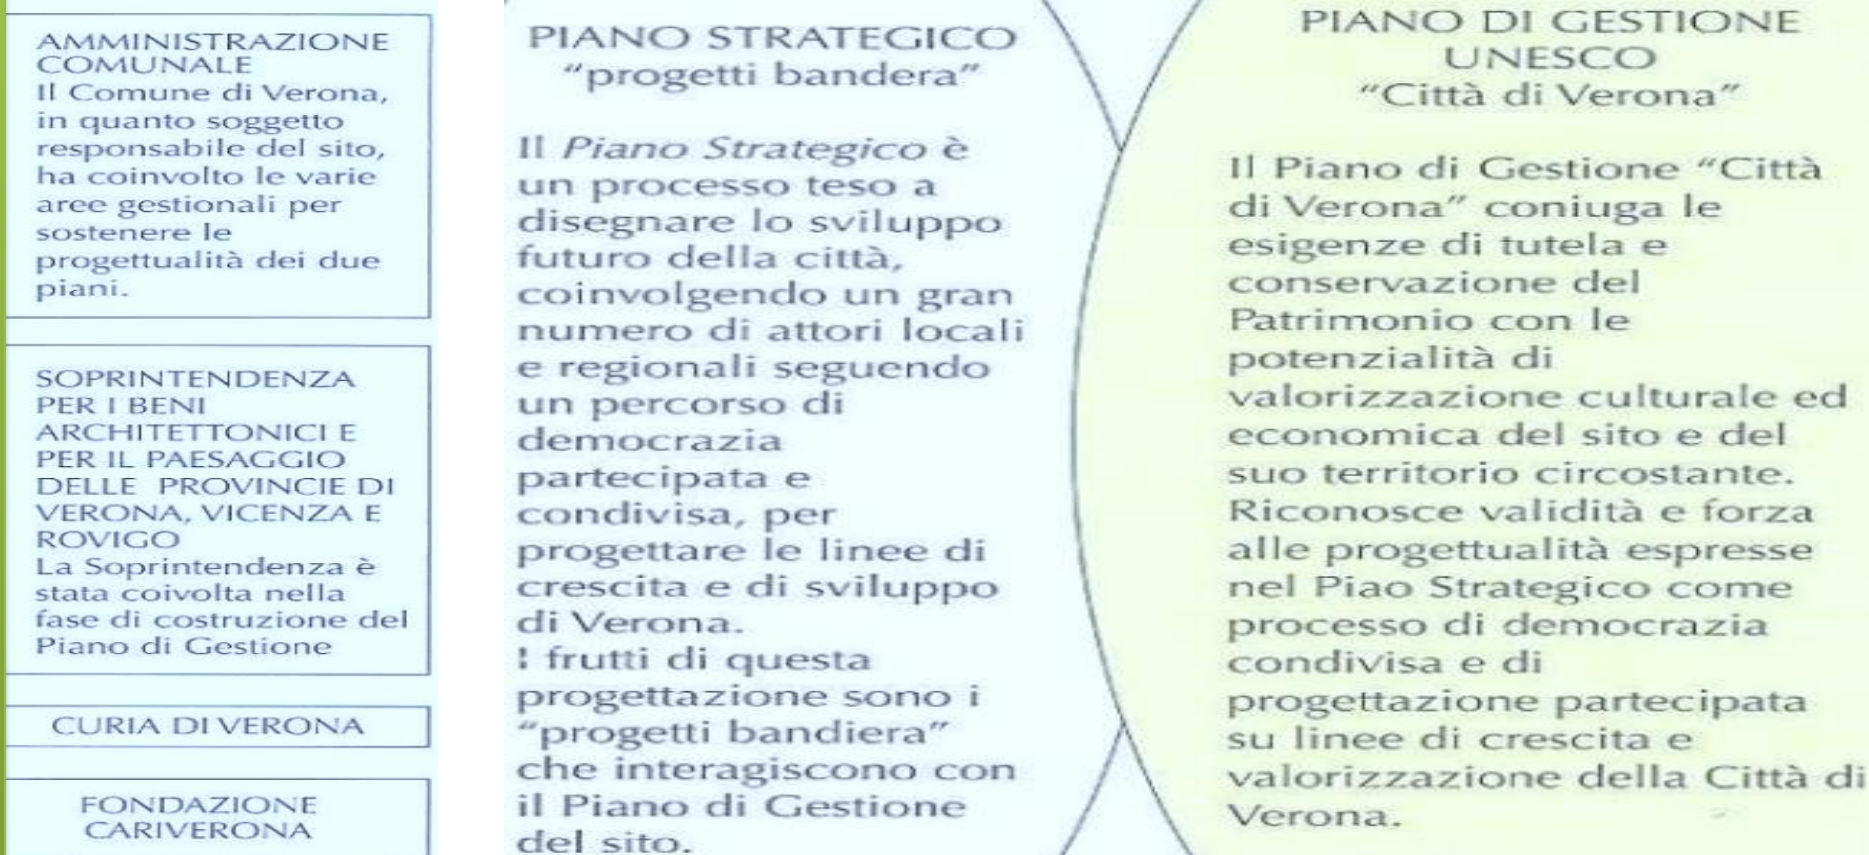 AMMINISTRAZIONE
COMUNALE
Il Comune di Verona,
in quanto soggetto
responsabile del sito,
ha coinvolto le varie
aree gestionali per
sostenere le
progettualità dei due
piani.
SOPRINTENDENZA
PER I BENI
ARCHITETTONICI E
PER IL PAESAGGIO
DELLE PROVINCIE DI
VERONA, VICENZA E
ROVIGO
La Soprintendenza è
stata coivolta nella
fase di costruzione del
Piano di Gestione
CURIA DI VERONA
FONDAZIONE
CARIVERONA
PIANO STRATEGICO
“progetti bandera”
Il Piano Strategico è
un processo teso a
disegnare lo sviluppo
futuro della città,
coinvolgendo un gran
numero di attori locali
e regionali seguendo
un percorso di
democrazia
partecipata e
condivisa, per
progettare le linee di
crescita e di sviluppo
di Verona.
I frutti di questa
progettazione sono i
“progetti bandiera”
che interagiscono con
il Piano di Gestione
del sito.
PIANO DI GESTIONE
UNESCO
“Città di Verona”
Il Piano di Gestione “Città
di Verona” coniuga le
esigenze di tutela e
conservazione del
Patrimonio con le
potenzialità di
valorizzazione culturale ed
economica del sito e del
suo territorio circostante.
Riconosce validità e forza
alle progettualità espresse
nel Piao Strategico come
processo di democrazia
condivisa e di
progettazione partecipata
su linee di crescita e
valorizzazione della Città di
Verona.